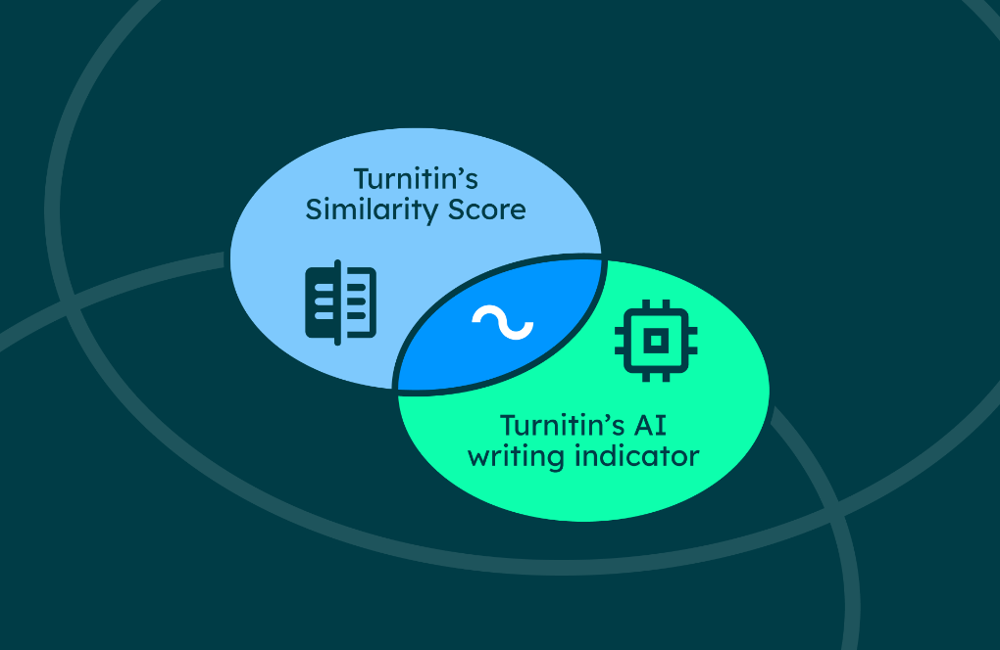 Turnitin’s
Similarity Score
Turnitin’s AI
writing indicator